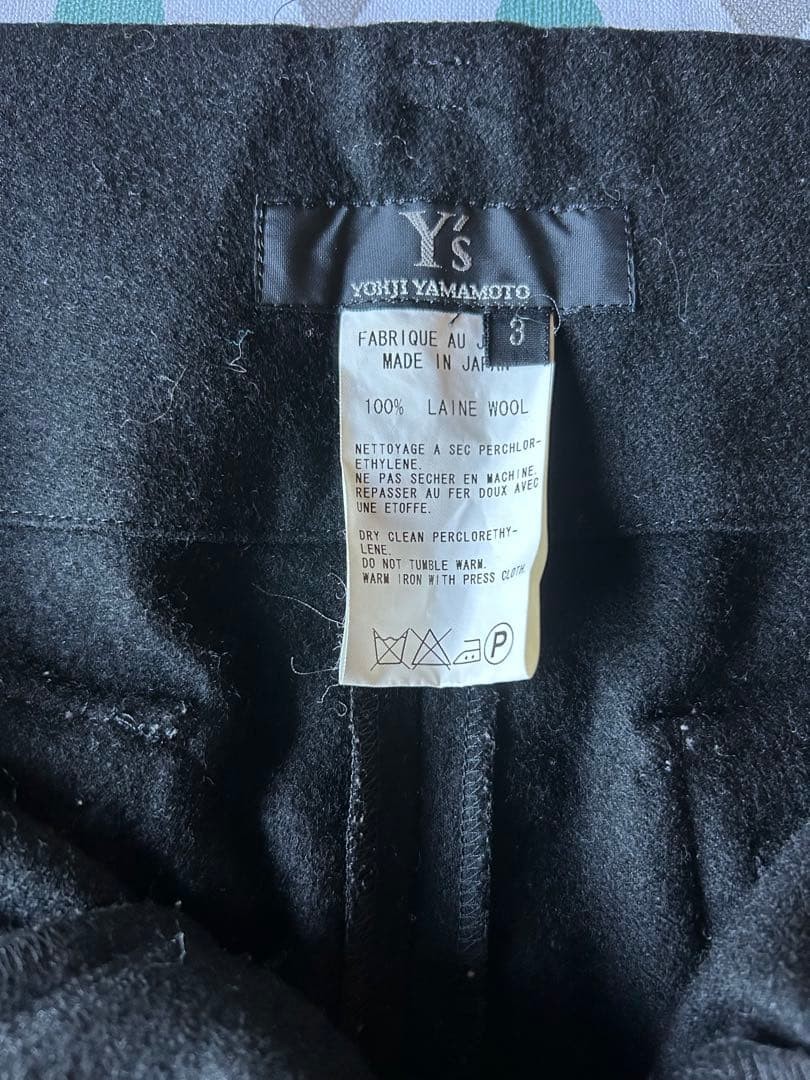 Y's
YOHJI YAMAMOTO
3
FABRIQUE AU
MADE IN JAPAN
100% LAINE WOOL
NETTOYAGE A SEC PERCHLOR-
ETHYLENE.
NE PAS SECHER EN MACHINE.
REPASSER AU FER DOUX AVEC
UNE ETOFFE.
DRY CLEAN PERCLORETHY-
LENE.
DO NOT TUMBLE WARM.
WARM IRON WITH PRESS CLOTH.
P